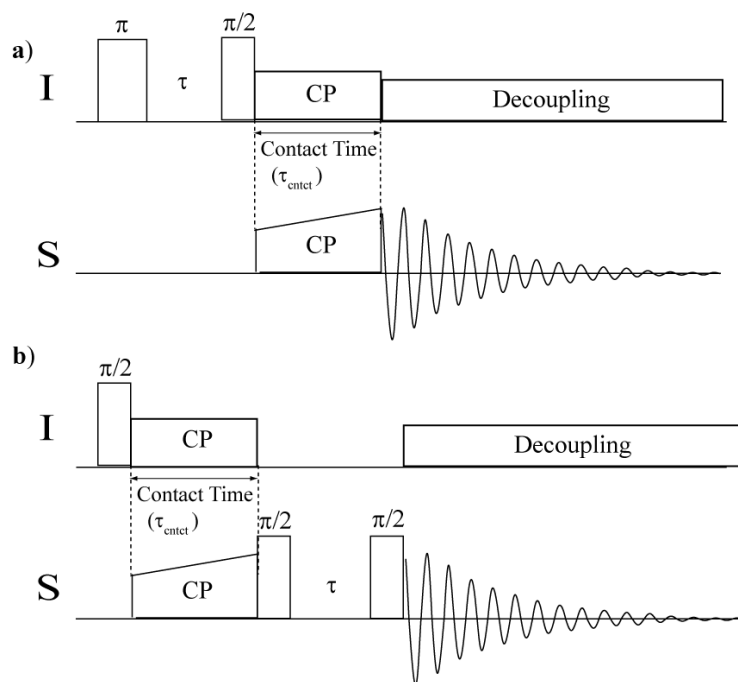 a)
π τ π/2
I CP Decoupling
Contact Time
(τcntct)
S CP
b)
π/2
I CP Decoupling
Contact Time
(τcntct) π/2 τ π/2
S CP